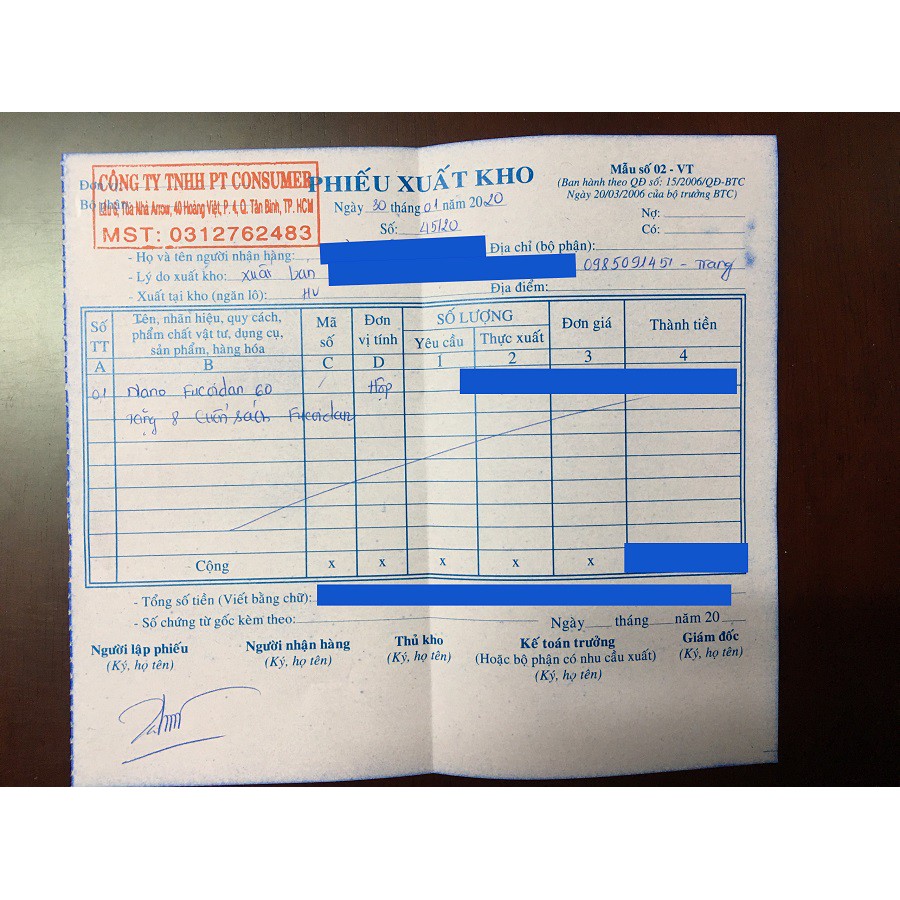 Đơn vị:
CÔNG TY TNHH PT CONSUMER
Bộ phận:
Lầu 9, Tòa Nhà Arrow, 40 Hoàng Việt, P. 4, Q. Tân Bình, TP. HCM
MST: 0312762483
PHIẾU XUẤT KHO
Ngày 30 tháng 01 năm 2020
Số: 45120
Mẫu số 02 - VT
(Ban hành theo QĐ số: 15/2006/QĐ-BTC
Ngày 20/03/2006 của bộ trưởng BTC)
Nợ:
Có:
- Họ và tên người nhận hàng: Địa chỉ (bộ phận):
- Lý do xuất kho: xuất ban 0985091451 - Trang
- Xuất tại kho (ngăn lô): HV Địa điểm:
Số TT Tên, nhãn hiệu, quy cách, phẩm chất vật tư, dụng cụ, sản phẩm, hàng hóa Mã số Đơn vị tính SỐ LƯỢNG Yêu cầu Thực xuất Đơn giá Thành tiền
A B C D 1 2 3 4
01 Nano Fucoidan 60 / Hộp
Tặng 8 cuốn sách Fucoidan
Cộng x x x x x
- Tổng số tiền (Viết bằng chữ):
- Số chứng từ gốc kèm theo:
Ngày tháng năm 20
Người lập phiếu Người nhận hàng Thủ kho Kế toán trưởng Giám đốc
(Ký, họ tên) (Ký, họ tên) (Ký, họ tên) (Hoặc bộ phận có nhu cầu xuất) (Ký, họ tên)
(Ký, họ tên)